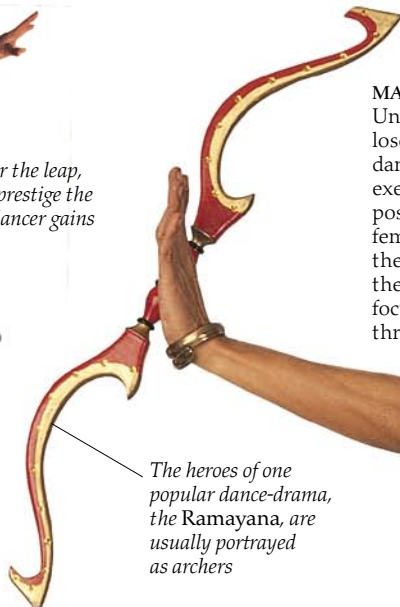 r the leap,
prestige the
ancer gains
MA
Un
lose
dan
exe
pos
fem
the
the
foc
thr
The heroes of one
popular dance-drama,
the Ramayana, are
usually portrayed
as archers